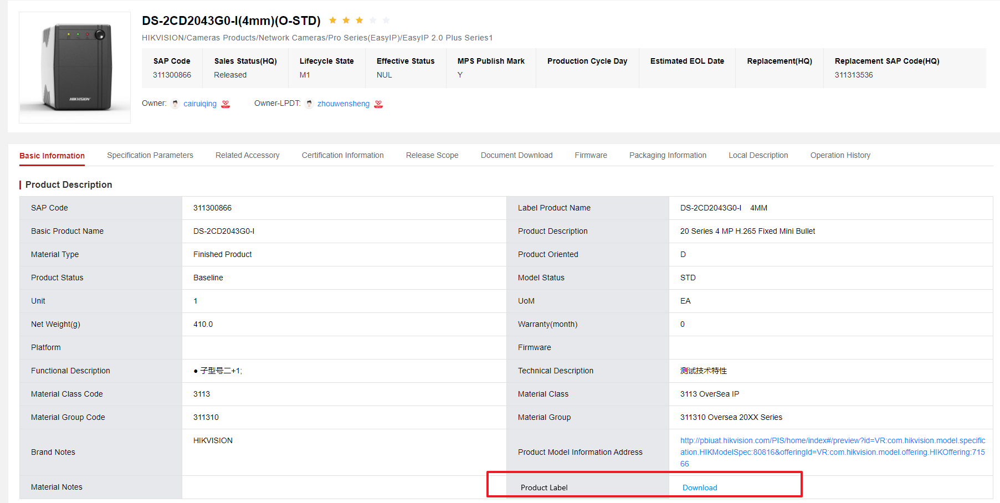 DS-2CD2043G0-I(4mm)(O-STD)
HIKVISION/Cameras Products/Network Cameras/Pro Series(EasyIP)/EasyIP 2.0 Plus Series1
SAP Code Sales Status(HQ) Lifecycle State Effective Status MPS Publish Mark Production Cycle Day Estimated EOL Date Replacement(HQ) Replacement SAP Code(HQ)
311300866 Released M1 NUL Y 311313536
HIKVISION
Owner: cairuiqing Owner-LPDT: zhouwensheng
Basic Information Specification Parameters Related Accessory Certification Information Release Scope Document Download Firmware Packaging Information Local Description Operation History
Product Description
SAP Code 311300866 Label Product Name DS-2CD2043G0-I 4MM
Basic Product Name DS-2CD2043G0-I Product Description 20 Series 4 MP H.265 Fixed Mini Bullet
Material Type Finished Product Product Oriented D
Product Status Baseline Model Status STD
Unit 1 UoM EA
Net Weight(g) 410.0 Warranty(month) 0
Platform Firmware
Functional Description ● 子型号二+1; Technical Description 测试技术特性
Material Class Code 3113 Material Class 3113 OverSea IP
Material Group Code 311310 Material Group 311310 Oversea 20XX Series
Brand Notes HIKVISION Product Model Information Address http://pbiuat.hikvision.com/PIS/home/index#/preview?id=VR:com.hikvision.model.specific
ation.HIKModelSpec:80816&offeringId=VR:com.hikvision.model.offering.HIKOffering:715
66
Material Notes Product Label Download